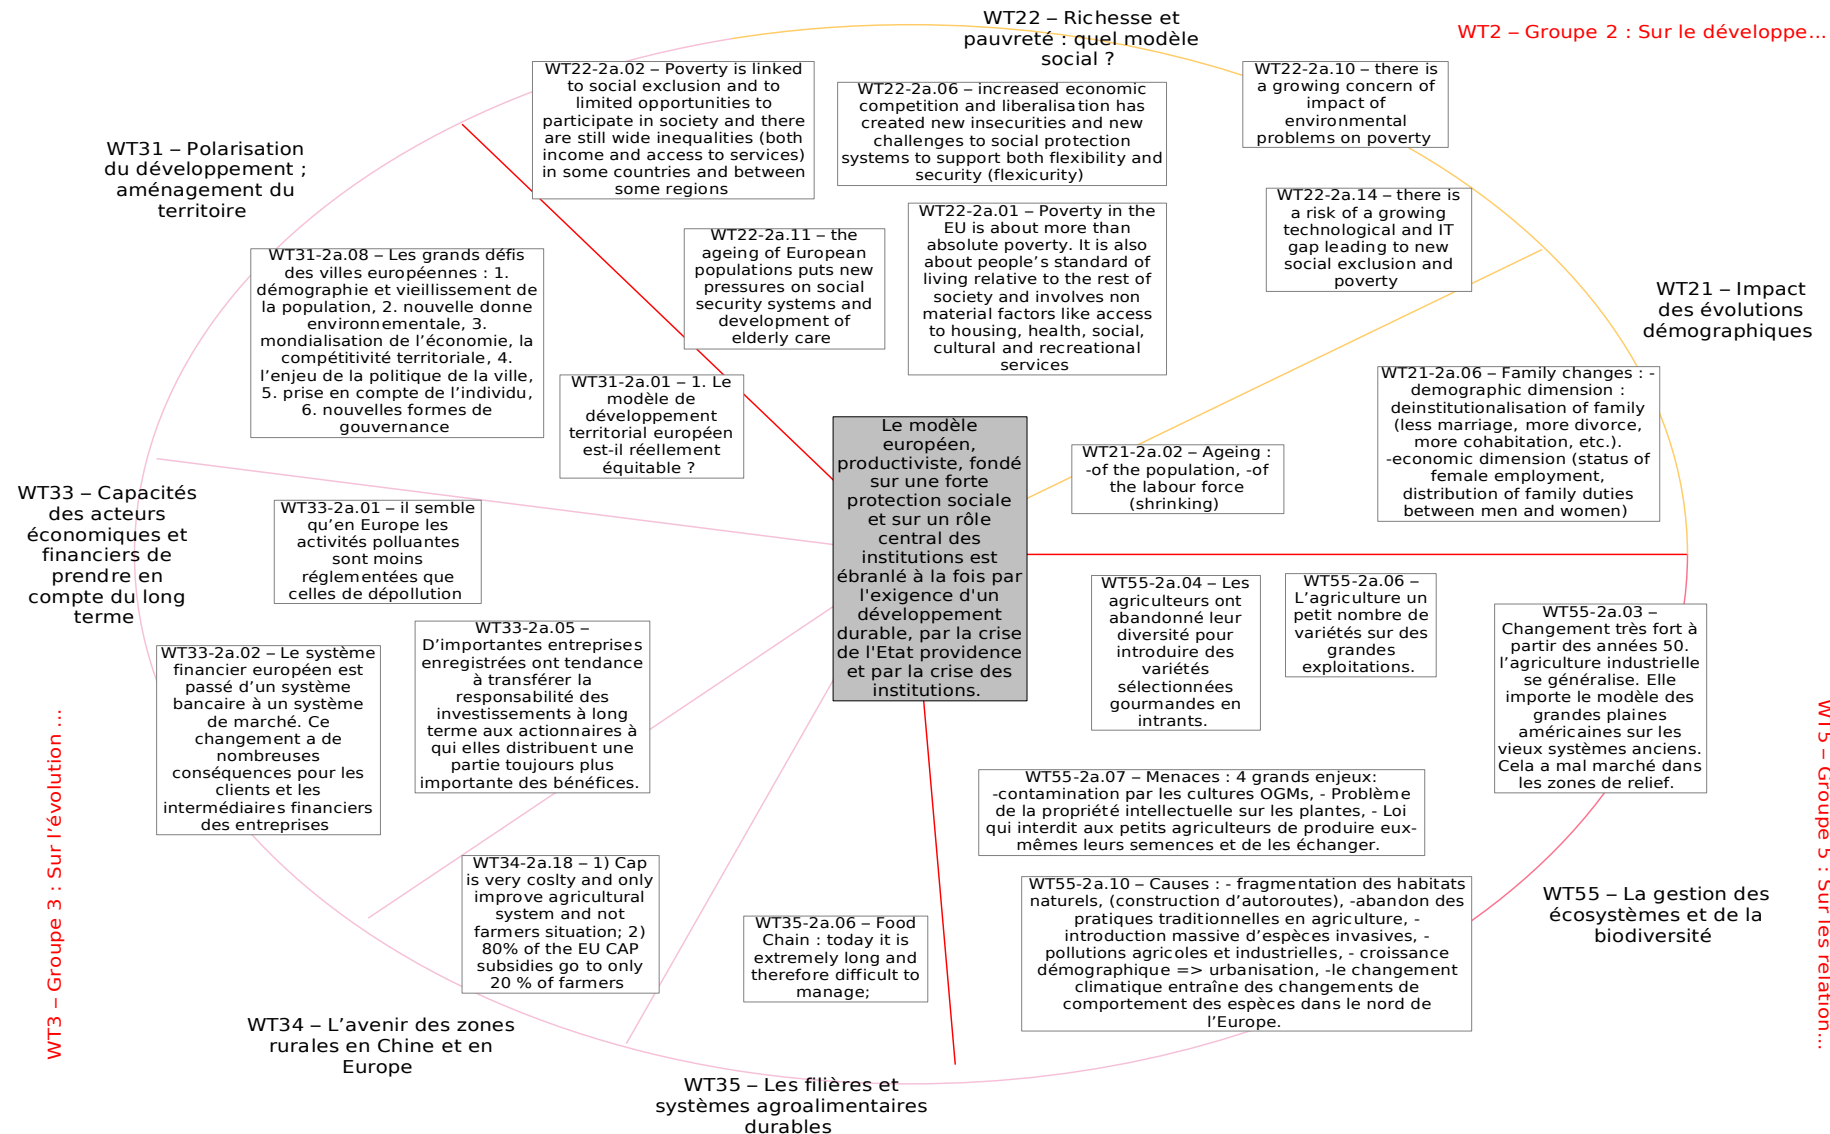 WT22 – Richesse et
pauvreté : quel modèle
social ?
WT2 – Groupe 2 : Sur le développe...
WT22-2a.02 – Poverty is linked
to social exclusion and to
limited opportunities to
participate in society and there
are still wide inequalities (both
income and access to services)
in some countries and between
some regions
WT22-2a.06 – increased economic
competition and liberalisation has
created new insecurities and new
challenges to social protection
systems to support both flexibility and
security (flexicurity)
WT22-2a.10 – there is
a growing concern of
impact of
environmental
problems on poverty
WT31 – Polarisation
du développement ;
aménagement du
territoire
WT22-2a.14 – there is
a risk of a growing
technological and IT
gap leading to new
social exclusion and
poverty
WT22-2a.11 – the
ageing of European
populations puts new
pressures on social
security systems and
development of
elderly care
WT22-2a.01 – Poverty in the
EU is about more than
absolute poverty. It is also
about people’s standard of
living relative to the rest of
society and involves non
material factors like access
to housing, health, social,
cultural and recreational
services
WT31-2a.08 – Les grands défis
des villes européennes : 1.
démographie et vieillissement de
la population, 2. nouvelle donne
environnementale, 3.
mondialisation de l’économie, la
compétitivité territoriale, 4.
l’enjeu de la politique de la ville,
5. prise en compte de l’individu,
6. nouvelles formes de
gouvernance
WT21 – Impact
des évolutions
démographiques
WT31-2a.01 – 1. Le
modèle de
développement
territorial européen
est-il réellement
équitable ?
WT21-2a.06 – Family changes : -
demographic dimension :
deinstitutionalisation of family
(less marriage, more divorce,
more cohabitation, etc.).
-economic dimension (status of
female employment,
distribution of family duties
between men and women)
Le modèle
européen,
productiviste, fondé
sur une forte
protection sociale
et sur un rôle
central des
institutions est
ébranlé à la fois par
l'exigence d'un
développement
durable, par la crise
de l'Etat providence
et par la crise des
institutions.
WT21-2a.02 – Ageing :
-of the population, -of
the labour force
(shrinking)
WT33 – Capacités
des acteurs
économiques et
financiers de
prendre en
compte du long
terme
WT33-2a.01 – il semble
qu’en Europe les
activités polluantes
sont moins
réglementées que
celles de dépollution
WT55-2a.04 – Les
agriculteurs ont
abandonné leur
diversité pour
introduire des
variétés
sélectionnées
gourmandes en
intrants.
WT55-2a.06 –
L’agriculture un
petit nombre de
variétés sur des
grandes
exploitations.
WT55-2a.03 –
Changement très fort à
partir des années 50.
l’agriculture industrielle
se généralise. Elle
importe le modèle des
grandes plaines
américaines sur les
vieux systèmes anciens.
Cela a mal marché dans
les zones de relief.
WT33-2a.05 –
D’importantes entreprises
enregistrées ont tendance
à transférer la
responsabilité des
investissements à long
terme aux actionnaires à
qui elles distribuent une
partie toujours plus
importante des bénéfices.
WT33-2a.02 – Le système
financier européen est
passé d’un système
bancaire à un système
de marché. Ce
changement a de
nombreuses
conséquences pour les
clients et les
intermédiaires financiers
des entreprises
WT3 – Groupe 3 : Sur l’évolution ...
WT5 – Groupe 5 : Sur les relation...
WT55-2a.07 – Menaces : 4 grands enjeux:
-contamination par les cultures OGMs, - Problème
de la propriété intellectuelle sur les plantes, - Loi
qui interdit aux petits agriculteurs de produire eux-
mêmes leurs semences et de les échanger.
WT34-2a.18 – 1) Cap
is very coslty and only
improve agricultural
system and not
farmers situation; 2)
80% of the EU CAP
subsidies go to only
20 % of farmers
WT55-2a.10 – Causes : - fragmentation des habitats
naturels, (construction d’autoroutes), -abandon des
pratiques traditionnelles en agriculture, -
introduction massive d’espèces invasives, -
pollutions agricoles et industrielles, - croissance
démographique => urbanisation, -le changement
climatique entraîne des changements de
comportement des espèces dans le nord de
l’Europe.
WT55 – La gestion des
écosystèmes et de la
biodiversité
WT35-2a.06 – Food
Chain : today it is
extremely long and
therefore difficult to
manage;
WT34 – L’avenir des zones
rurales en Chine et en
Europe
WT35 – Les filières et
systèmes agroalimentaires
durables